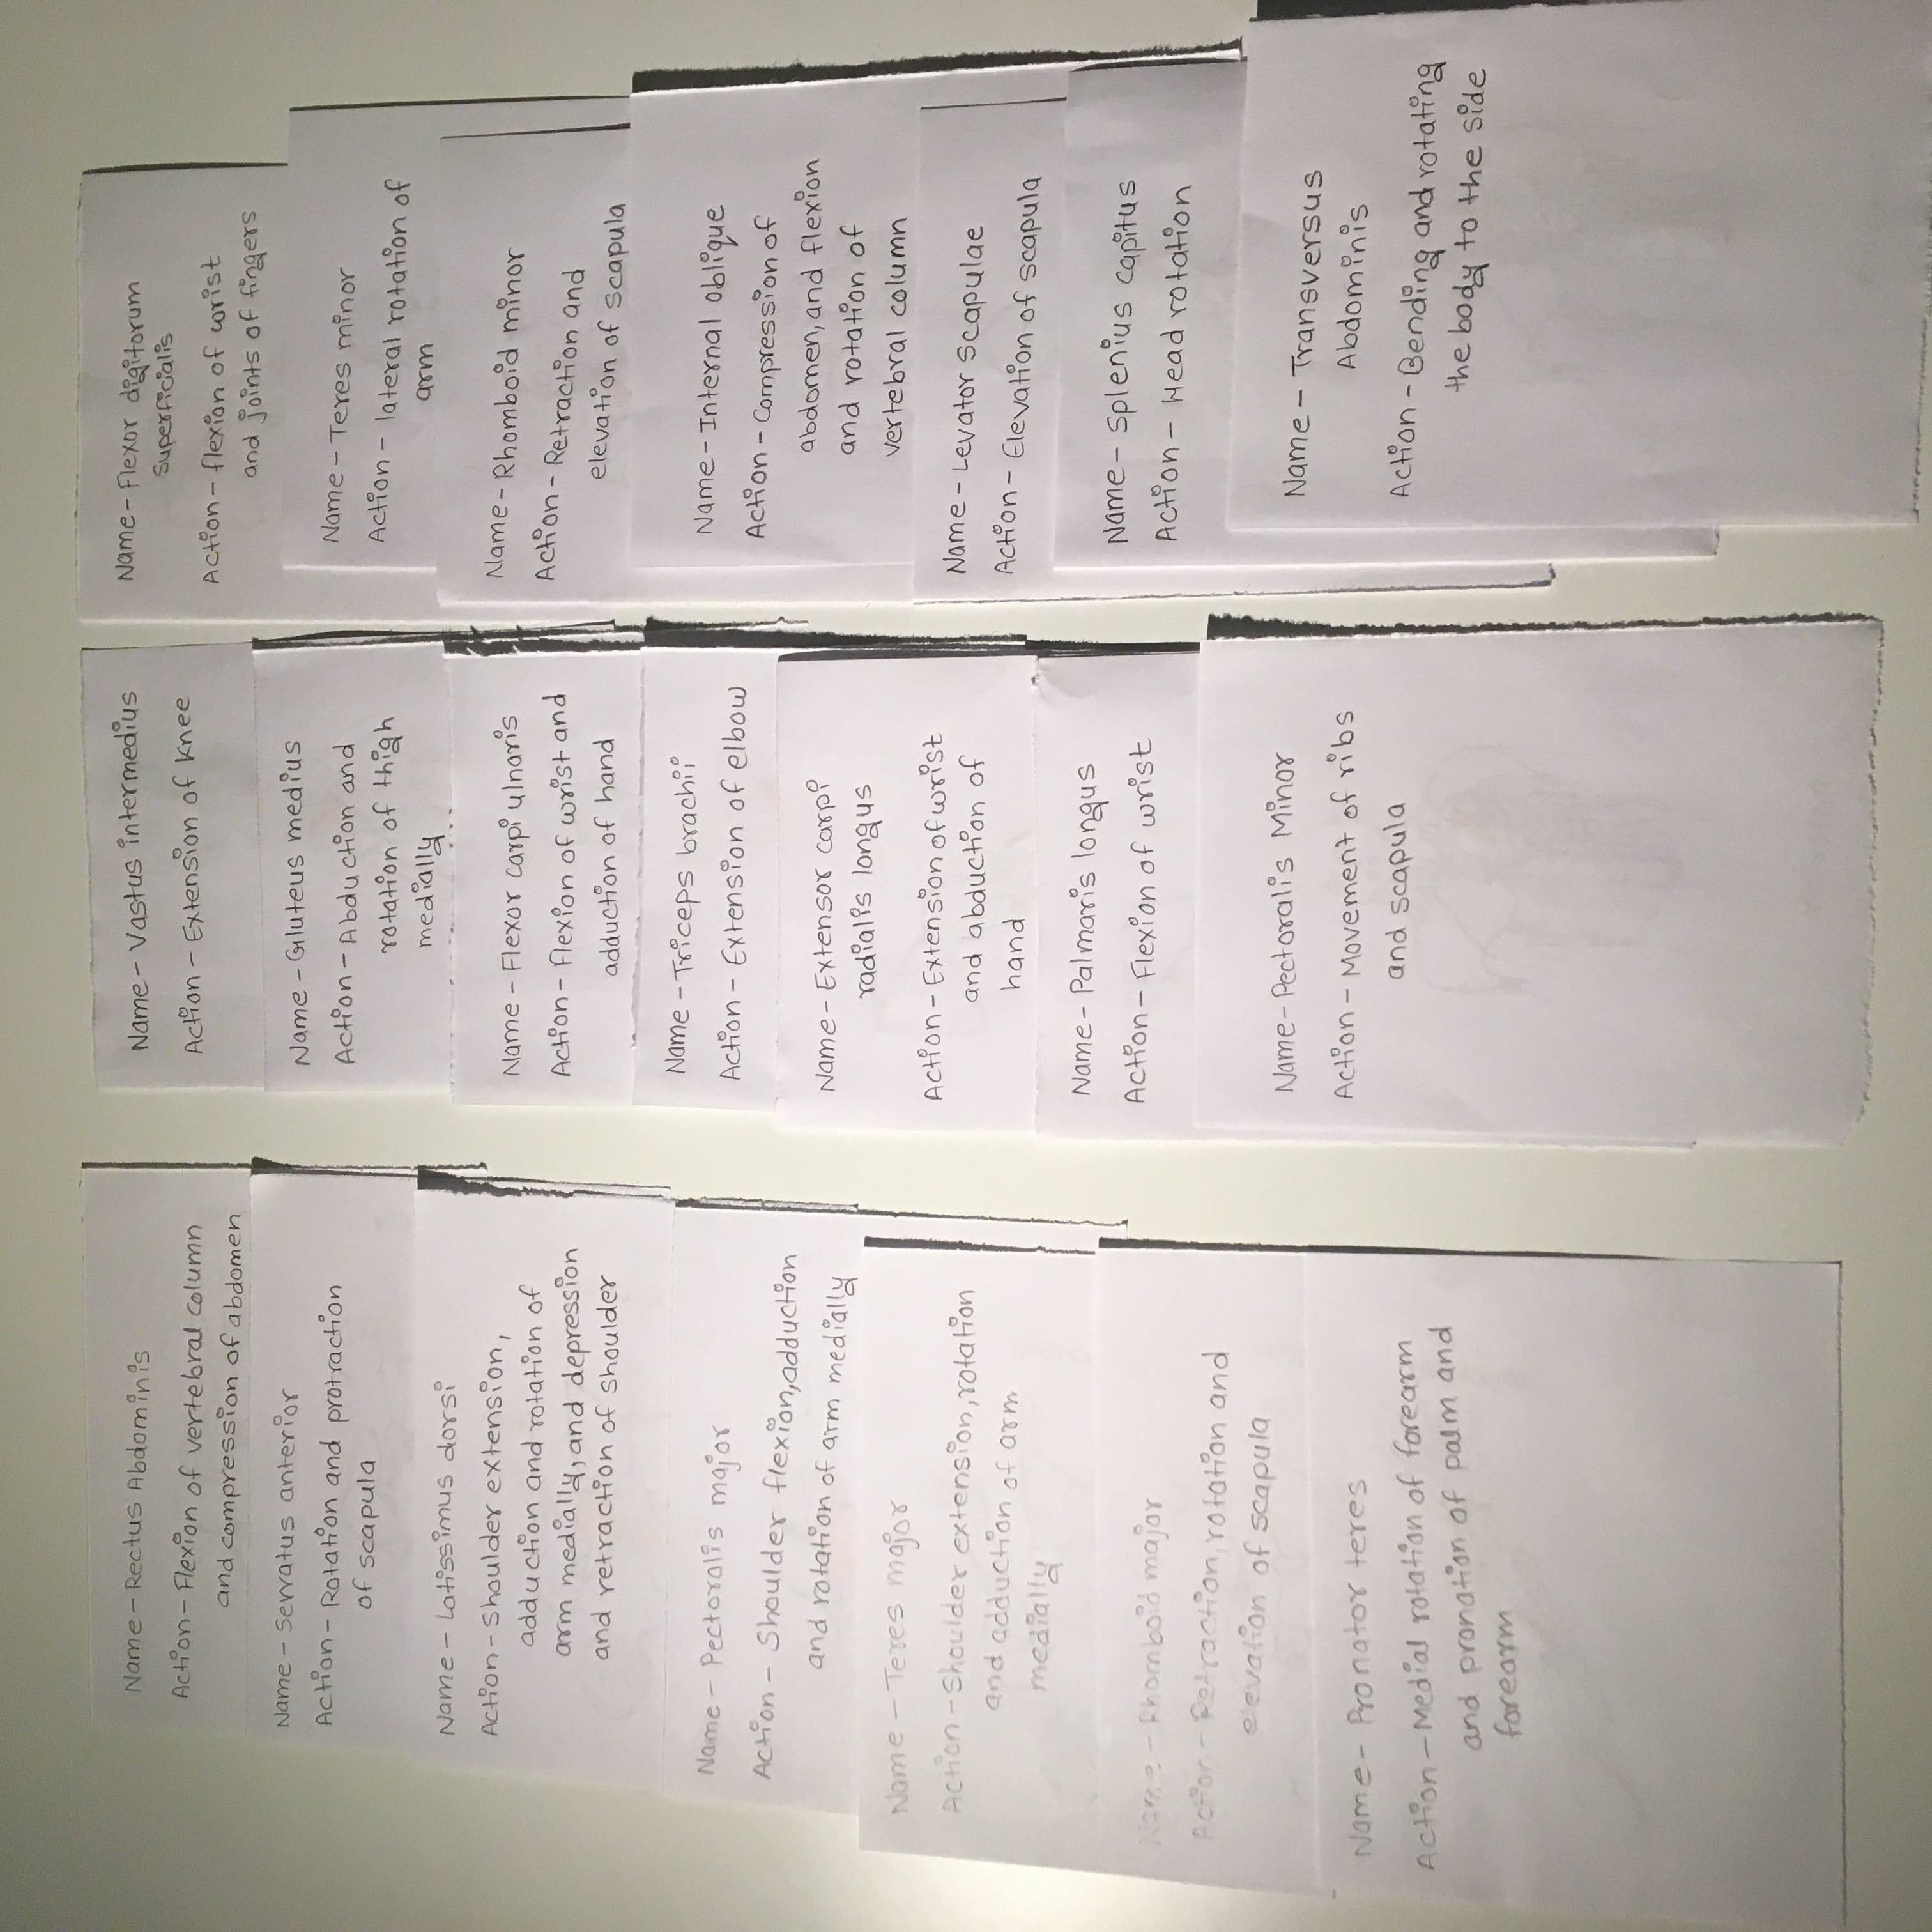 Name - Rectus Abdominis
Action - Flexion of vertebral column
and compression of abdomen
Name - Serratus anterior
Action - Rotation and protraction
of scapula
Name - Latissimus dorsi
Action - Shoulder extension,
adduction and rotation of
arm medially, and depression
and retraction of shoulder
Name - Pectoralis major
Action - Shoulder flexion, adduction
and rotation of arm medially
Name - Teres major
Action - Shoulder extension, rotation
and adduction of arm
medially
Name - Rhomboid major
Action - Retraction, rotation and
elevation of scapula
Name - Pronator teres
Action - Medial rotation of forearm
and pronation of palm and
forearm
Name - Vastus intermedius
Action - Extension of Knee
Name - Gluteus medius
Action - Abduction and
rotation of thigh
medially
Name - Flexor carpi ulnaris
Action - Flexion of wrist and
adduction of hand
Name - Triceps brachii
Action - Extension of elbow
Name - Extensor carpi
radialis longus
Action - Extension of wrist
and abduction of
hand
Name - Palmaris longus
Action - Flexion of wrist
Name - Pectoralis Minor
Action - Movement of ribs
and scapula
Name - Flexor digitorum
Superficialis
Action - flexion of wrist
and joints of fingers
Name - Teres minor
Action - lateral rotation of
arm
Name - Rhomboid minor
Action - Retraction and
elevation of scapula
Name - Internal oblique
Action - Compression of
abdomen, and flexion
and rotation of
vertebral column
Name - Levator scapulae
Action - Elevation of scapula
Name - Splenius capitus
Action - Head rotation
Name - Transversus
Abdominis
Action - Bending and rotating
the body to the side